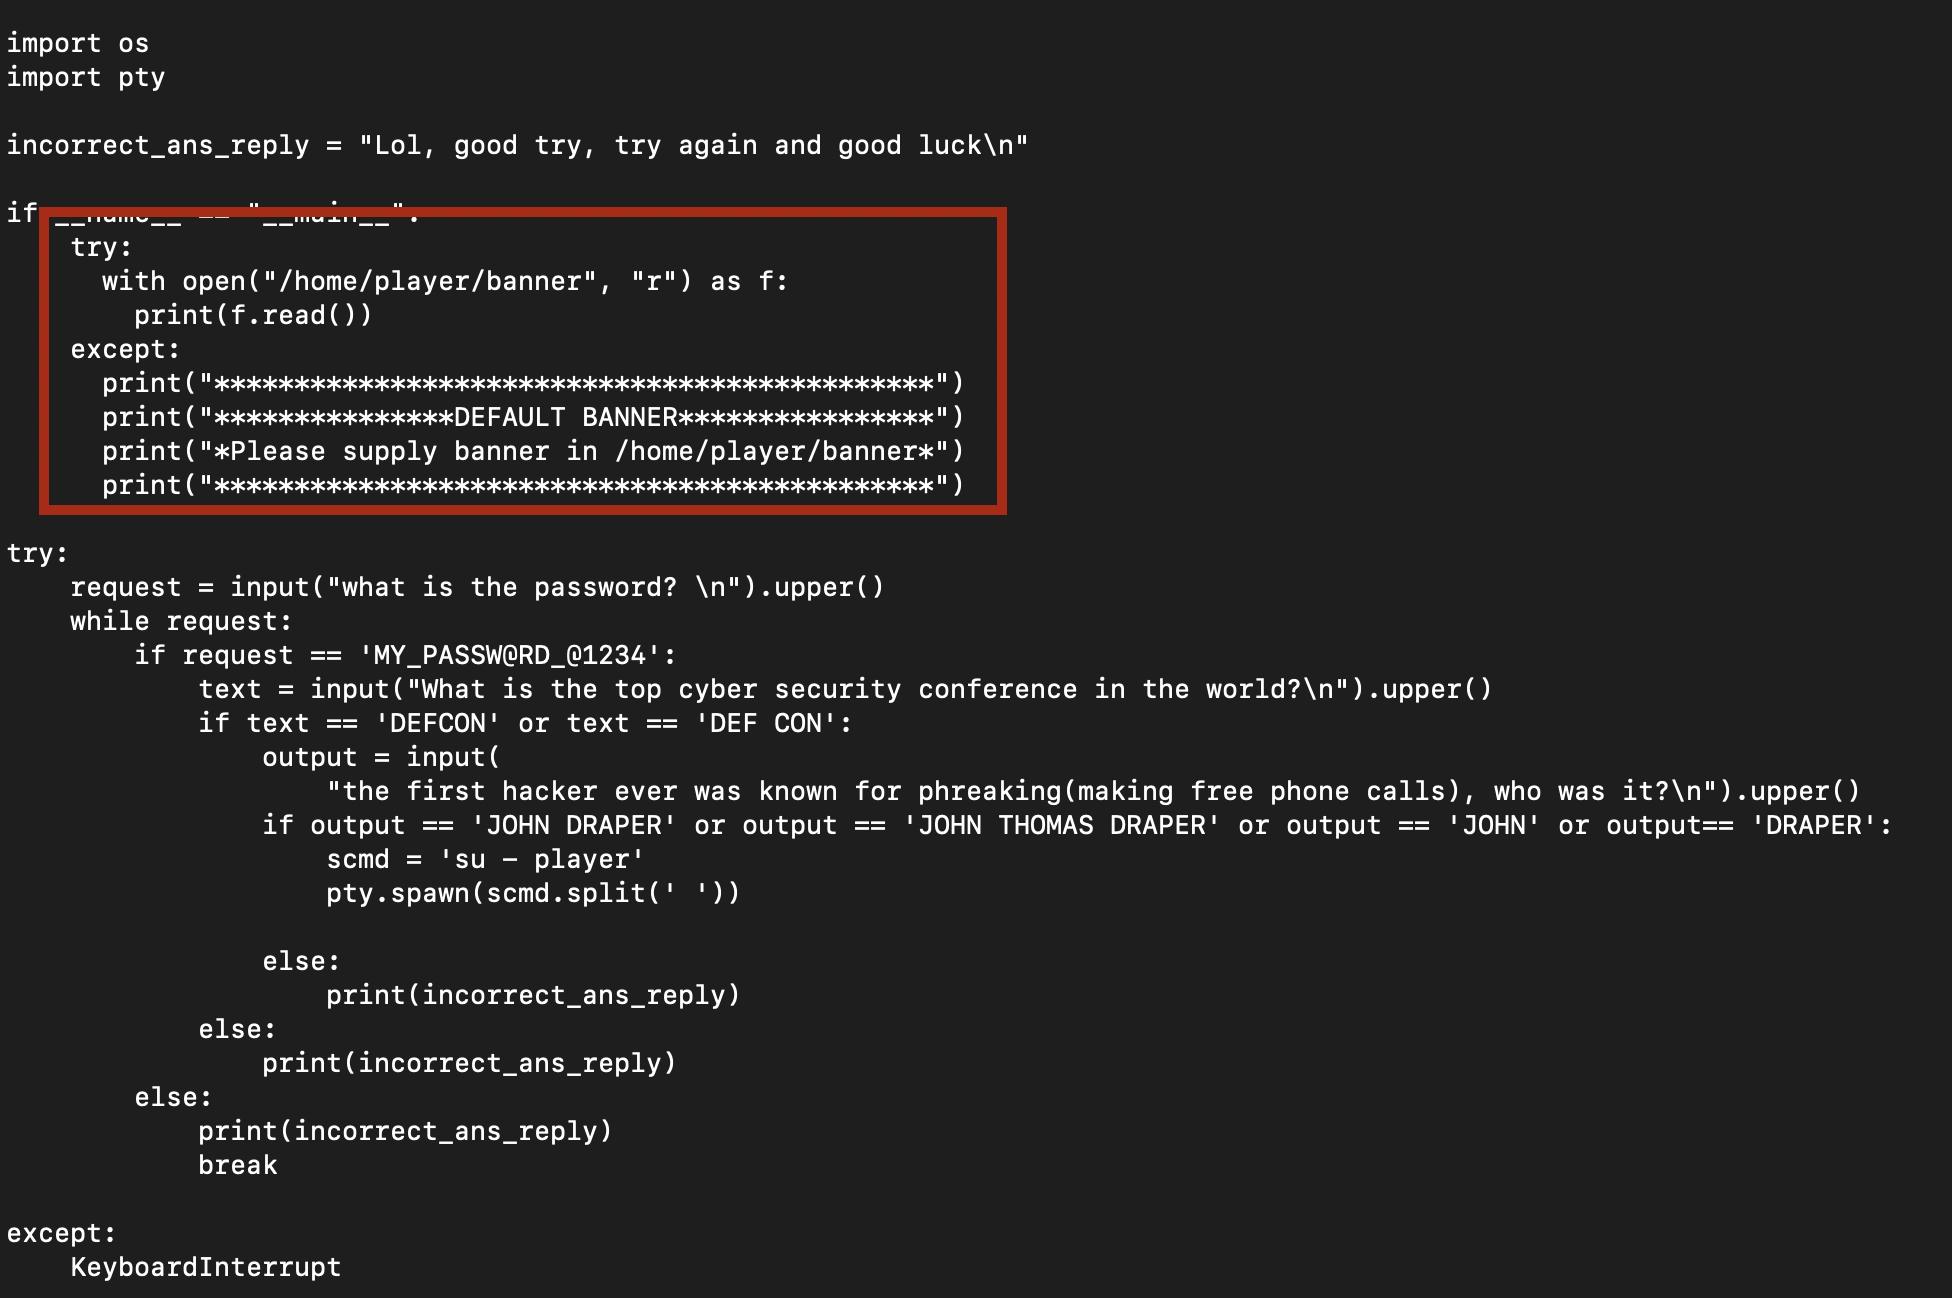 import os
import pty
incorrect_ans_reply = "Lol, good try, try again and good luck\n"
if __name__ == "__main__":
try:
with open("/home/player/banner", "r") as f:
print(f.read())
except:
print("*********************************************")
print("***************DEFAULT BANNER****************")
print("*Please supply banner in /home/player/banner*")
print("*********************************************")
try:
request = input("what is the password? \n").upper()
while request:
if request == 'MY_PASSW@RD_@1234':
text = input("What is the top cyber security conference in the world?\n").upper()
if text == 'DEFCON' or text == 'DEF CON':
output = input(
"the first hacker ever was known for phreaking(making free phone calls), who was it?\n").upper()
if output == 'JOHN DRAPER' or output == 'JOHN THOMAS DRAPER' or output == 'JOHN' or output== 'DRAPER':
scmd = 'su - player'
pty.spawn(scmd.split(' '))
else:
print(incorrect_ans_reply)
else:
print(incorrect_ans_reply)
else:
print(incorrect_ans_reply)
break
except:
KeyboardInterrupt